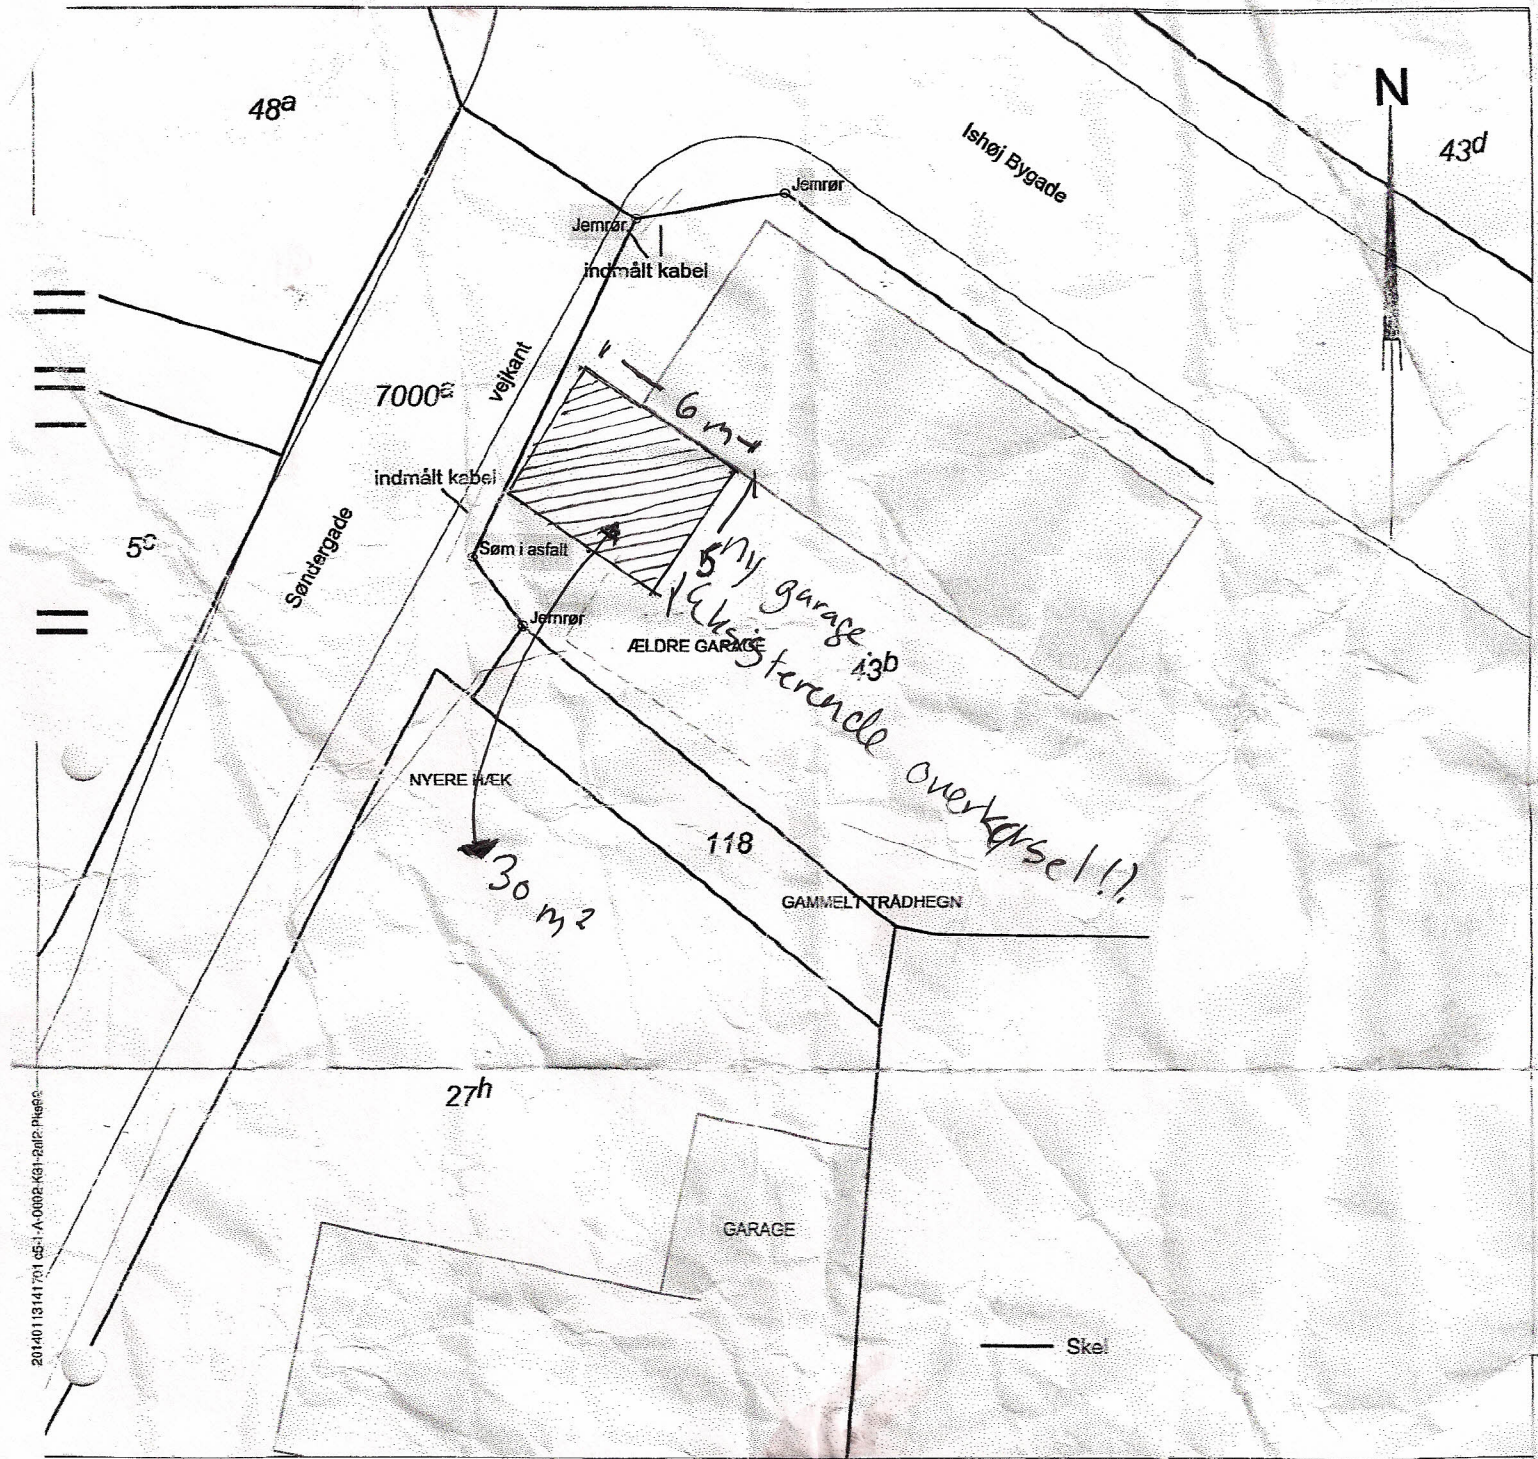 N
48a
43d
Ishøj Bygade
Jernrør
Jernrør
indmålt kabel
vejkant
7000a
6 m
indmålt kabel
5c
Søndergade
Søm i asfalt
5
ny garage
Jernrør
ÆLDRE GARAGE
43b
Eksisterende overkørsel !!
NYERE HÆK
118
30 m2
GAMMELT TRÅDHEGN
27h
GARAGE
Skel